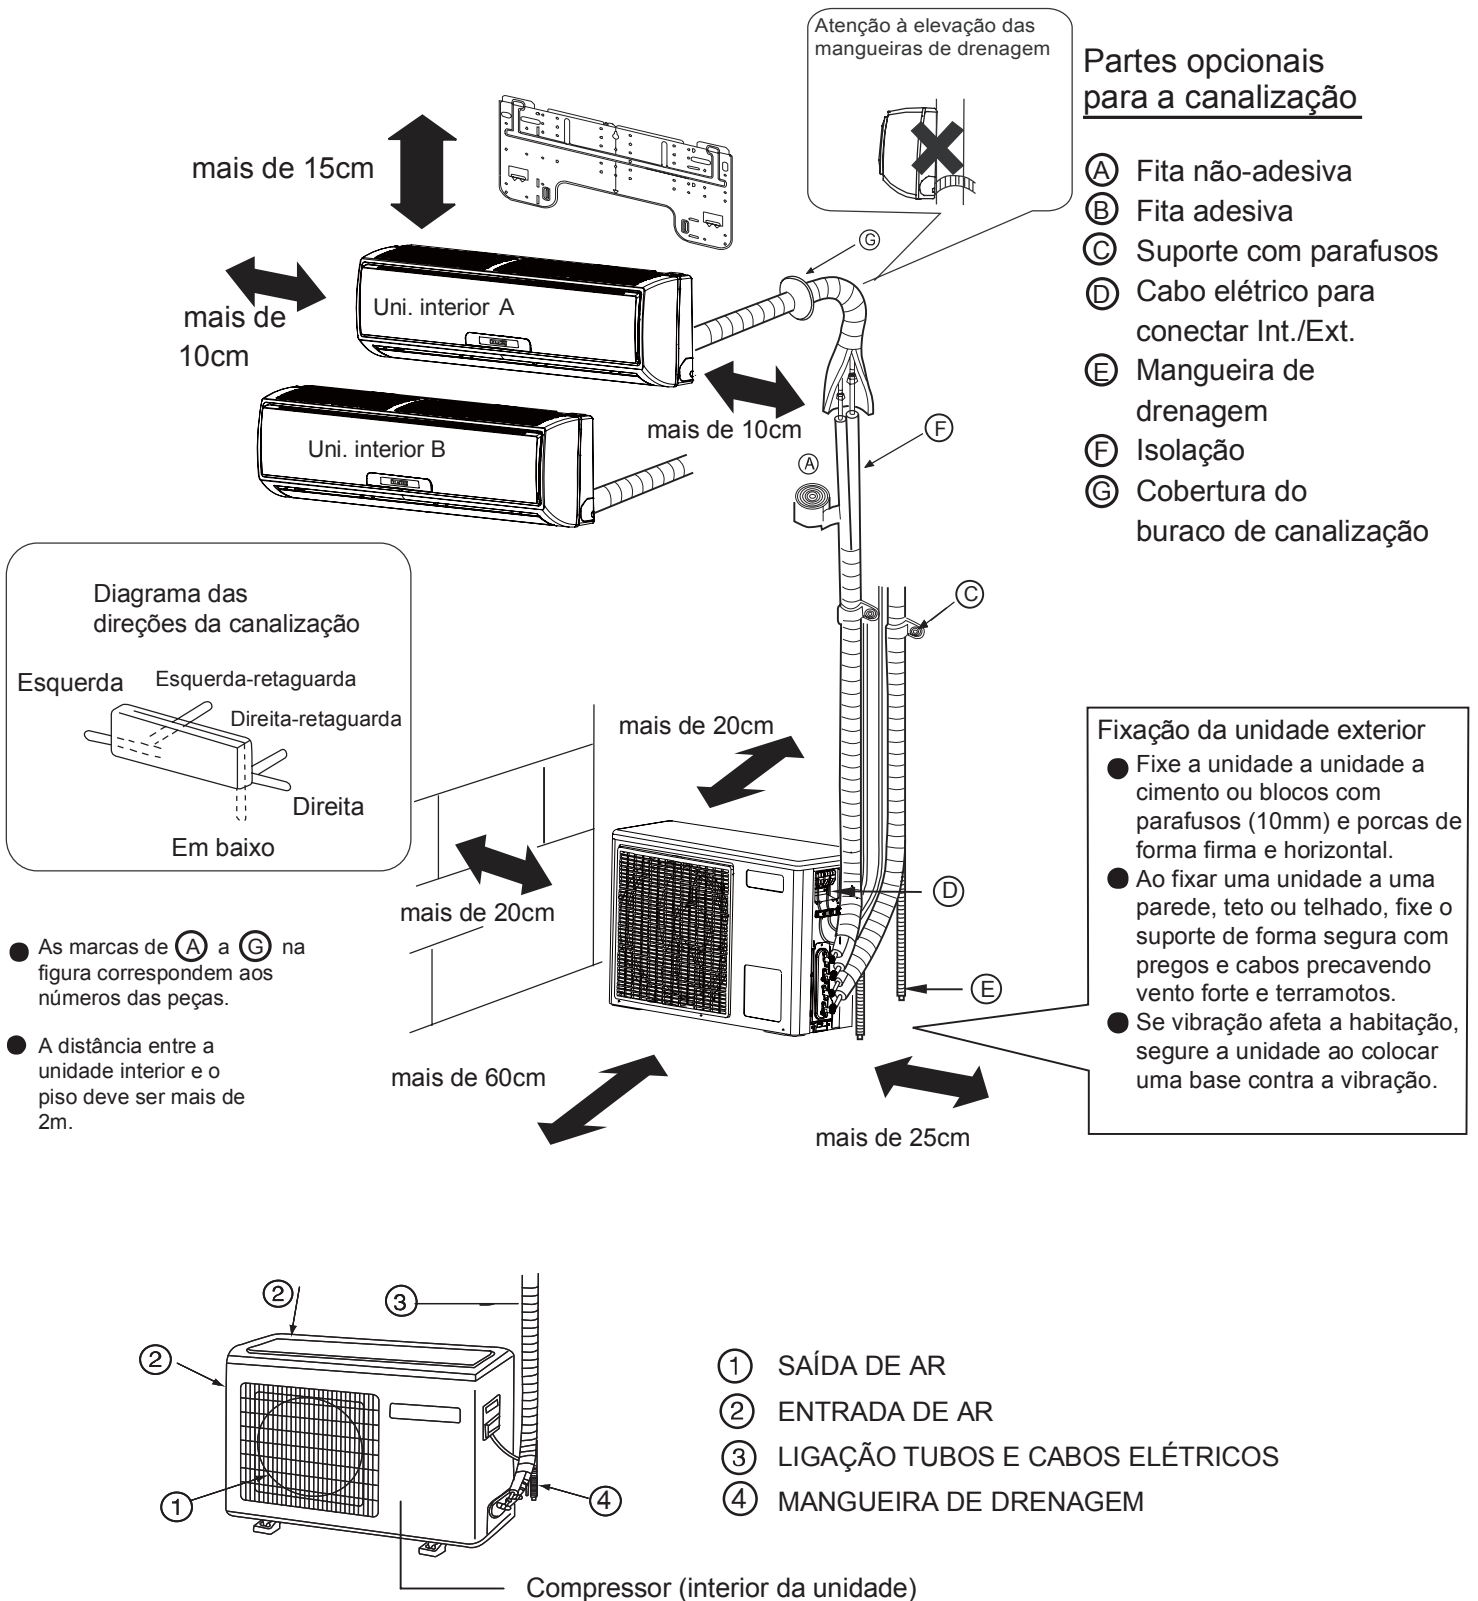 Atenção à elevação das
mangueiras de drenagem
Partes opcionais
para a canalização
A Fita não-adesiva
B Fita adesiva
C Suporte com parafusos
D Cabo elétrico para
conectar Int./Ext.
E Mangueira de
drenagem
F Isolação
G Cobertura do
buraco de canalização
mais de 15cm
mais de
10cm
Uni. interior A
G
mais de 10cm
Uni. interior B
F
A
C
Diagrama das
direções da canalização
Esquerda
Esquerda-retaguarda
Direita-retaguarda
Direita
Em baixo
mais de 20cm
mais de 20cm
D
E
mais de 60cm
mais de 25cm
● As marcas de A a G na
figura correspondem aos
números das peças.
● A distância entre a
unidade interior e o
piso deve ser mais de
2m.
Fixação da unidade exterior
● Fixe a unidade a unidade a
cimento ou blocos com
parafusos (10mm) e porcas de
forma firme e horizontal.
● Ao fixar uma unidade a uma
parede, teto ou telhado, fixe o
suporte de forma segura com
pregos e cabos precavendo
vento forte e terramotos.
● Se vibração afeta a habitação,
segure a unidade ao colocar
uma base contra a vibração.
2
3
2
1
4
1 SAÍDA DE AR
2 ENTRADA DE AR
3 LIGAÇÃO TUBOS E CABOS ELÉTRICOS
4 MANGUEIRA DE DRENAGEM
Compressor (interior da unidade)